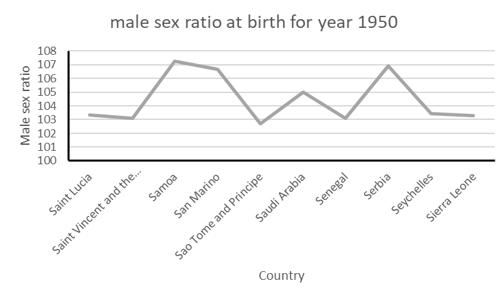 male sex ratio at birth for year 1950
Male sex ratio
108
107
106
105
104
103
102
101
100
Saint Lucia
Saint Vincent and the...
Samoa
San Marino
Sao Tome and Principe
Saudi Arabia
Senegal
Serbia
Seychelles
Sierra Leone
Country